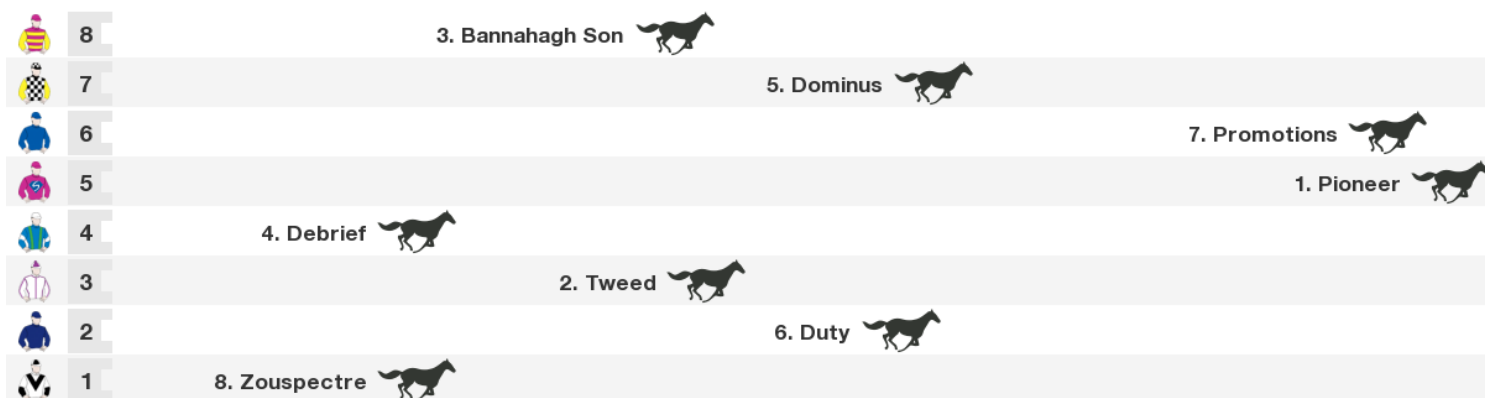 8 3. Bannahagh Son
7 5. Dominus
6 7. Promotions
5 1. Pioneer
4 4. Debrief
3 2. Tweed
2 6. Duty
1 8. Zouspectre